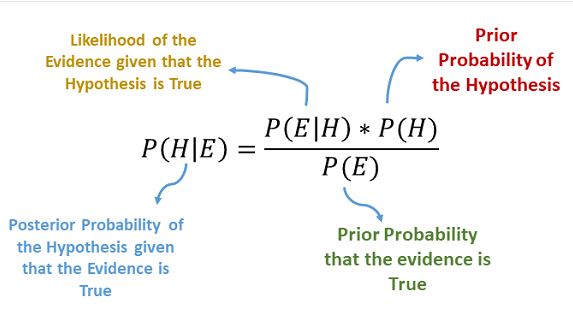 Likelihood of the
Evidence given that the
Hypothesis is True
Prior
Probability of
the Hypothesis
P(H|E) = P(E|H) * P(H)
P(E)
Posterior Probability of
the Hypothesis given
that the Evidence is
True
Prior Probability
that the evidence is
True